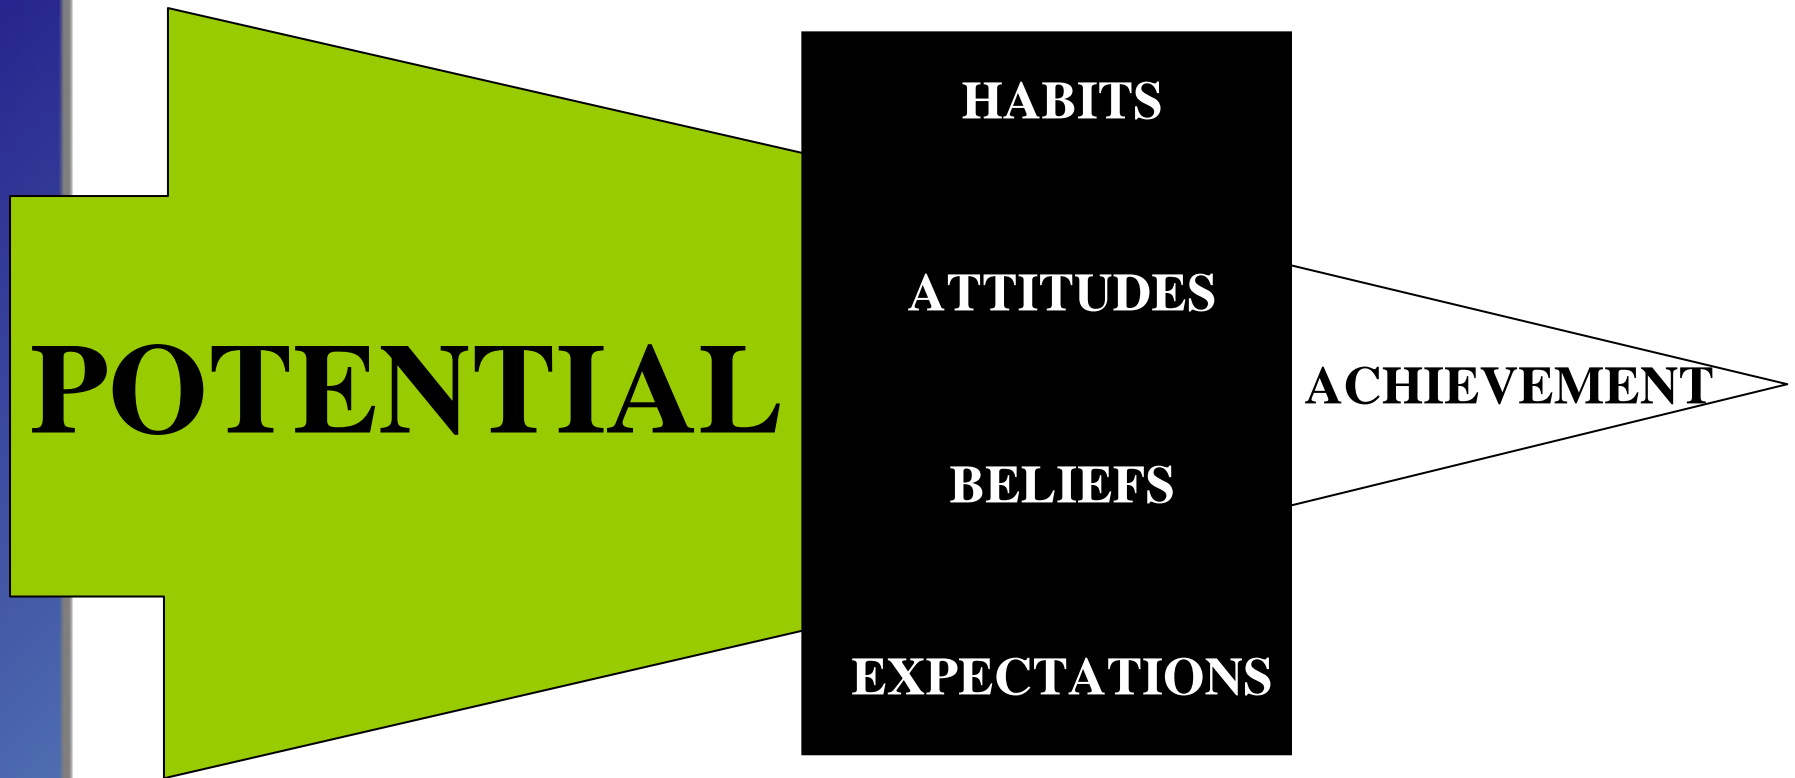 POTENTIAL
HABITS
ATTITUDES
BELIEFS
EXPECTATIONS
ACHIEVEMENT